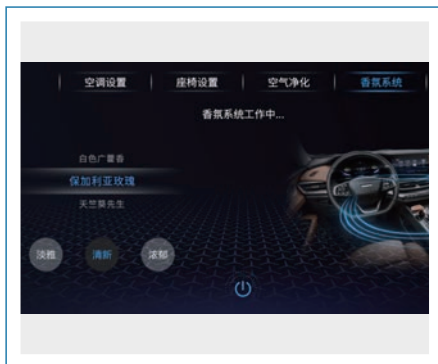 空调设置 座椅设置 空气净化 香氛系统
香氛系统工作中...
白色广藿香
保加利亚玫瑰
天竺葵先生
淡雅 清新 浓郁